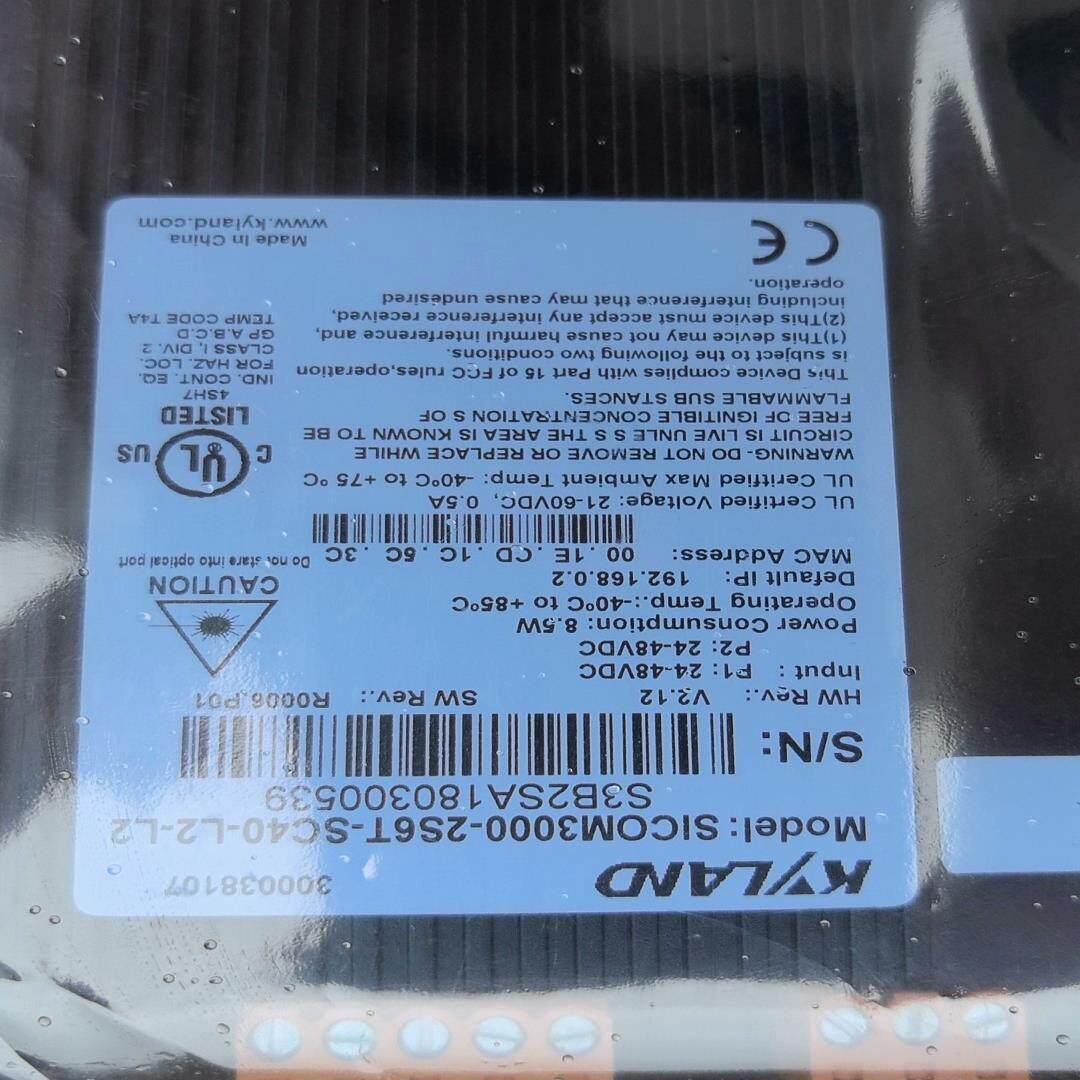 KYLAND
300038107
Model: SICOM3000-2S6T-SC40-L2-L2
S3B2SA180300539
S/N:
HW Rev.: V2.12 SW Rev.: R0006.P01
Input : P1: 24-48VDC
P2: 24-48VDC
Power Consumption: 8.5W
Operating Temp.:-40ºC to +85ºC
Default IP: 192.168.0.2
MAC Address: 00.1E.CD.1C.5C.3C
CAUTION
Do not stare into optical port
UL Certified Voltage: 21-60VDC, 0.5A
UL Certified Max Ambient Temp: -40ºC to +75 ºC
WARNING- DO NOT REMOVE OR REPLACE WHILE
CIRCUIT IS LIVE UNLE S S THE AREA IS KNOWN TO BE
FREE OF IGNITIBLE CONCENTRATION S OF
FLAMMABLE SUB STANCES.
This Device complies with Part 15 of FCC rules,operation
is subject to the following two conditions.
(1)This device may not cause harmful interference and,
(2)This device must accept any interference received,
including interference that may cause undesired
operation.
C UL US
LISTED
4SH7
IND. CONT. EQ.
FOR HAZ. LOC.
CLASS I, DIV. 2
GP A.B.C.D
TEMP CODE T4A
CE
Made In China
www.kyland.com